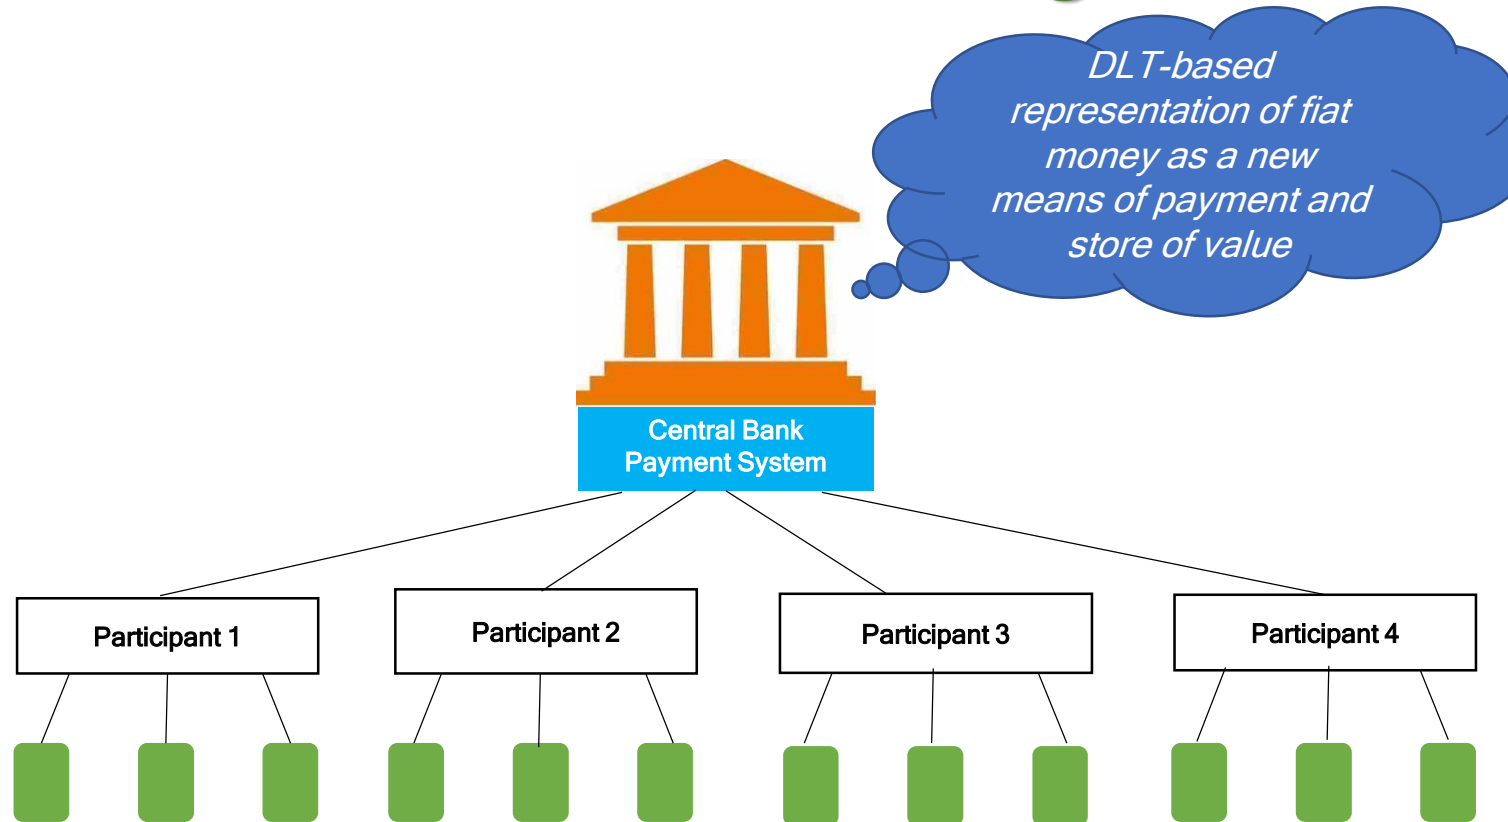 DLT-based
representation of fiat
money as a new
means of payment and
store of value
Central Bank
Payment System
Participant 1
Participant 2
Participant 3
Participant 4